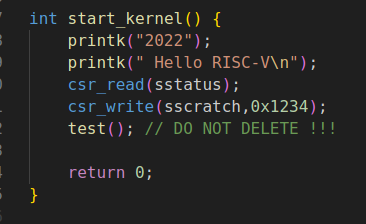 int start_kernel() {
    printk("2022");
    printk(" Hello RISC-V\n");
    csr_read(sstatus);
    csr_write(sscratch,0x1234);
    test(); // DO NOT DELETE !!!

    return 0;
}